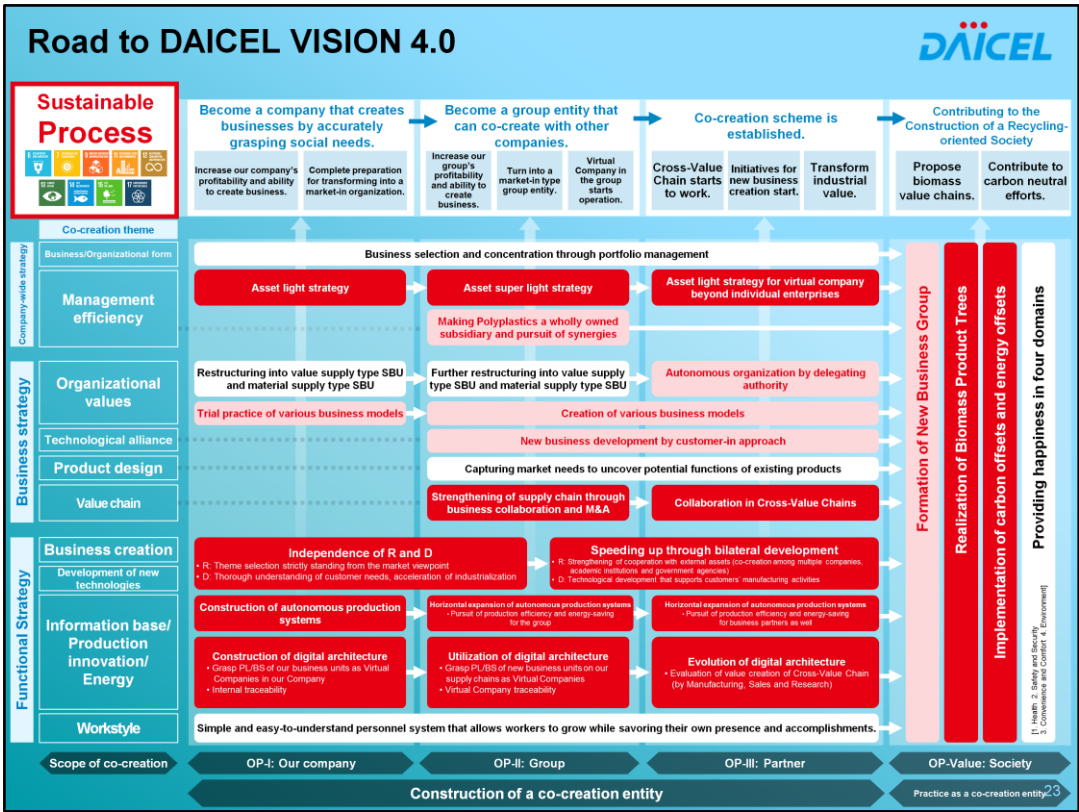 Road to DAICEL VISION 4.0
DAICEL
Sustainable
Process
Become a company that creates
businesses by accurately
grasping social needs.
Increase our company's
profitability and ability
to create business.
Complete preparation
for transforming into a
market-in organization.
Become a group entity that
can co-create with other
companies.
Increase our
group's
profitability
and ability to
create
business.
Turn into a
market-in type
group entity.
Virtual
Company in
the group
starts
operation.
Co-creation scheme is
established.
Cross-Value
Chain starts
to work.
Initiatives for
new business
creation start.
Transform
industrial
value.
Contributing to the
Construction of a Recycling-
oriented Society
Propose
biomass
value chains.
Contribute to
carbon neutral
efforts.
Co-creation theme
Company-wide strategy
Business/Organizational form
Business selection and concentration through portfolio management
Management
efficiency
Asset light strategy
Asset super light strategy
Asset light strategy for virtual company
beyond individual enterprises
Making Polyplastics a wholly owned
subsidiary and pursuit of synergies
Business strategy
Organizational
values
Restructuring into value supply type SBU
and material supply type SBU
Further restructuring into value supply
type SBU and material supply type SBU
Autonomous organization by delegating
authority
Trial practice of various business models
Creation of various business models
Technological alliance
New business development by customer-in approach
Product design
Capturing market needs to uncover potential functions of existing products
Value chain
Strengthening of supply chain through
business collaboration and M&A
Collaboration in Cross-Value Chains
Functional Strategy
Business creation
Development of new
technologies
Independence of R and D
• R: Theme selection strictly standing from the market viewpoint
• D: Thorough understanding of customer needs, acceleration of industrialization
Speeding up through bilateral development
• R: Strengthening of cooperation with external assets (co-creation among multiple companies,
academic institutions and government agencies)
• D: Technological development that supports customers' manufacturing activities
Information base/
Production
innovation/
Energy
Construction of autonomous production
systems
Horizontal expansion of autonomous production systems
• Pursuit of production efficiency and energy-saving
for the group
Horizontal expansion of autonomous production systems
• Pursuit of production efficiency and energy-saving
for business partners as well
Construction of digital architecture
• Grasp PL/BS of our business units as Virtual
Companies in our Company
• Internal traceability
Utilization of digital architecture
• Grasp PL/BS of new business units on our
supply chains as Virtual Companies
• Virtual Company traceability
Evolution of digital architecture
• Evaluation of value creation of Cross-Value Chain
(by Manufacturing, Sales and Research)
Workstyle
Simple and easy-to-understand personnel system that allows workers to grow while savoring their own presence and accomplishments.
Formation of New Business Group
Realization of Biomass Product Trees
Implementation of carbon offsets and energy offsets
Providing happiness in four domains
[1. Health 2. Safety and Security
3. Convenience and Comfort 4. Environment]
Scope of co-creation
OP-I: Our company
OP-II: Group
OP-III: Partner
OP-Value: Society
Construction of a co-creation entity
Practice as a co-creation entity
23